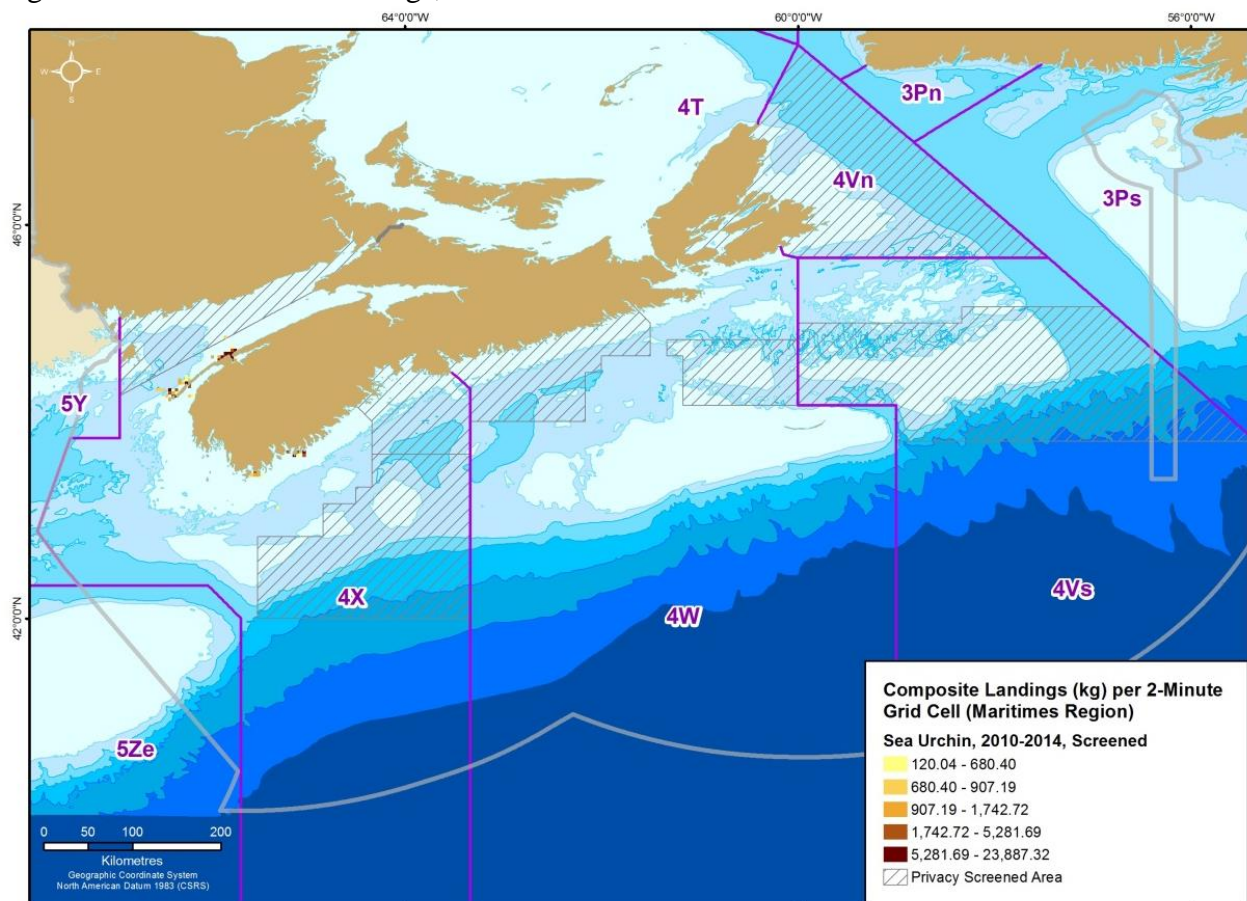 64°0'0"W
60°0'0"W
56°0'0"W
N
W
E
S
4T
3Pn
4Vn
3Ps
46°0'0"N
5Y
42°0'0"N
4X
4W
4Vs
5Ze
0 50 100 200
Kilometres
Geographic Coordinate System
North American Datum 1983 (CSRS)
Composite Landings (kg) per 2-Minute
Grid Cell (Maritimes Region)
Sea Urchin, 2010-2014, Screened
120.04 - 680.40
680.40 - 907.19
907.19 - 1,742.72
1,742.72 - 5,281.69
5,281.69 - 23,887.32
Privacy Screened Area